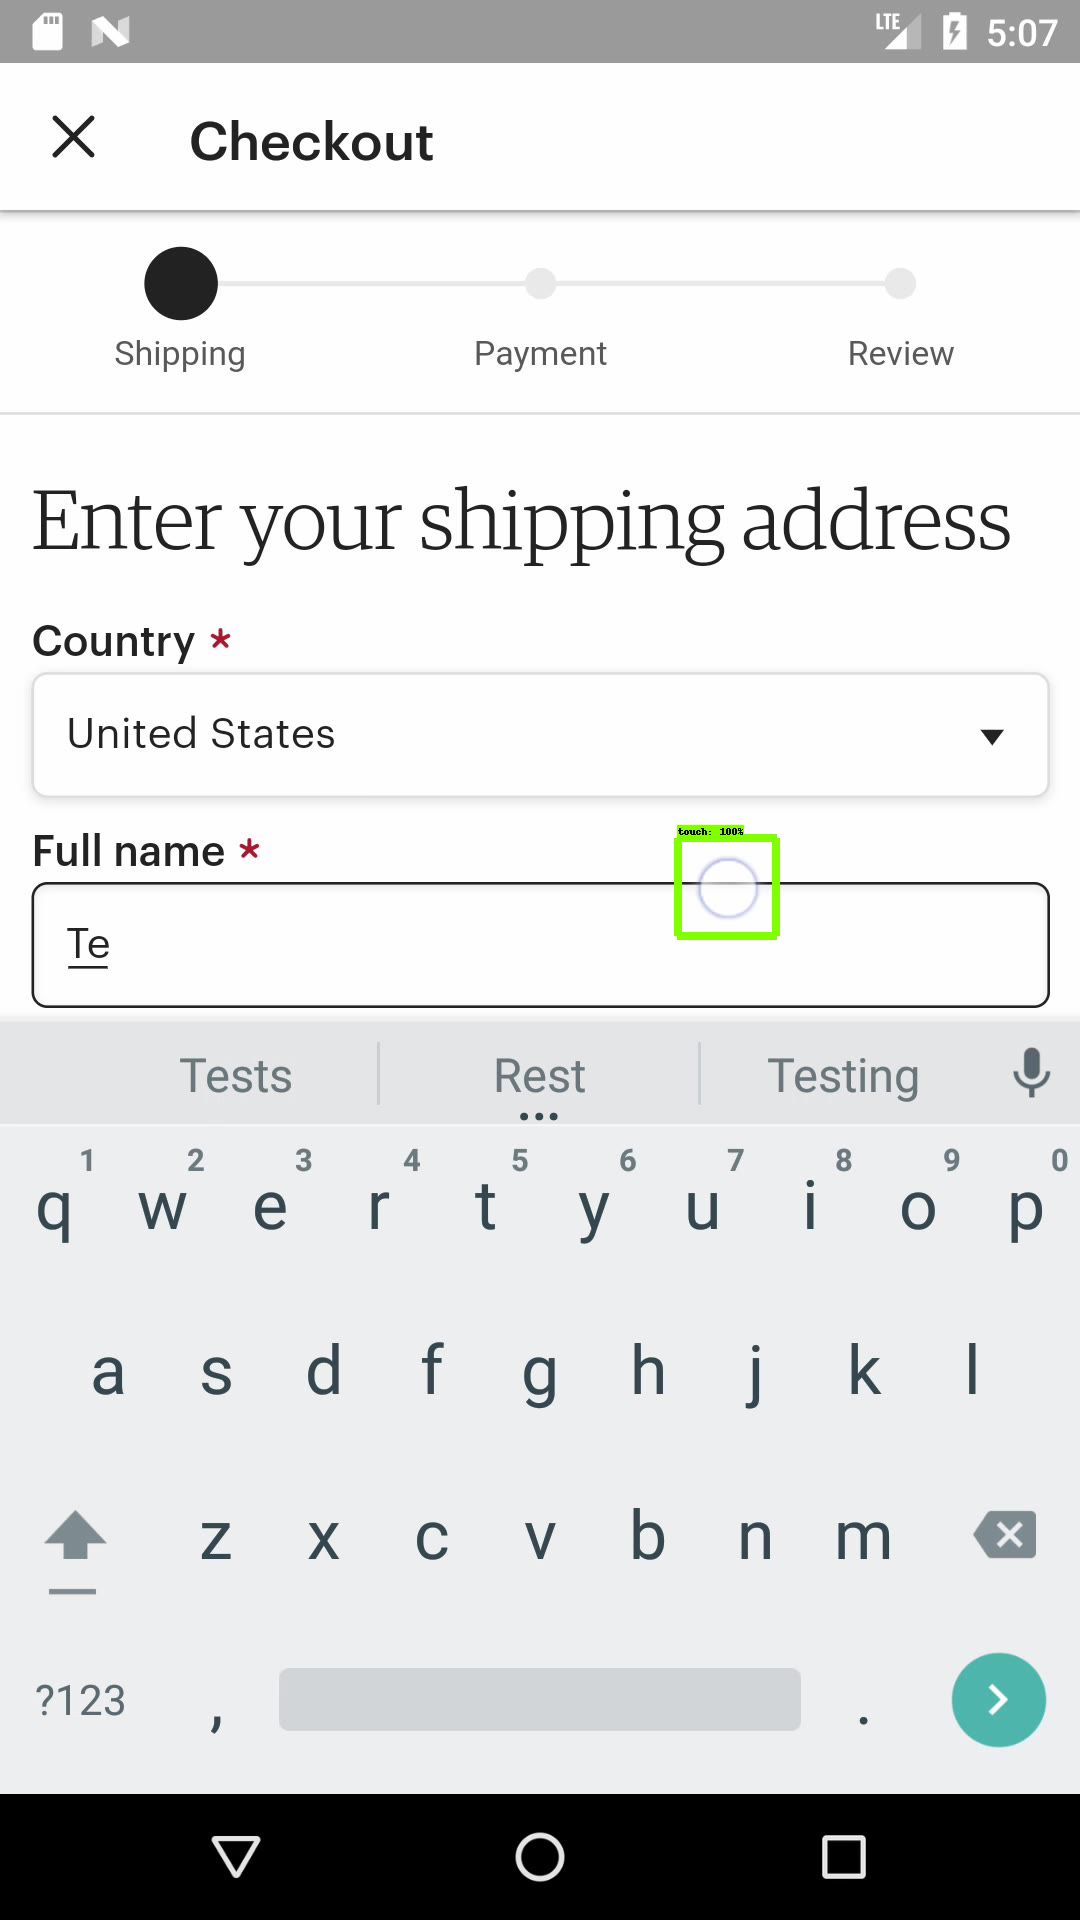 LTE 5:07
Checkout
Shipping Payment Review
Enter your shipping address
Country *
United States
touch: 100%
Full name *
Te
Tests Rest Testing
...
1 2 3 4 5 6 7 8 9 0
q w e r t y u i o p
a s d f g h j k l
z x c v b n m
?123 , .